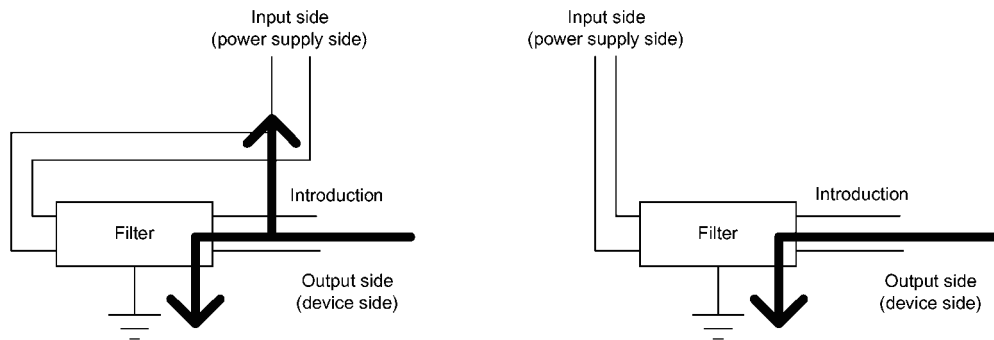 Input side
(power supply side)
Introduction
Filter
Output side
(device side)
Input side
(power supply side)
Introduction
Filter
Output side
(device side)